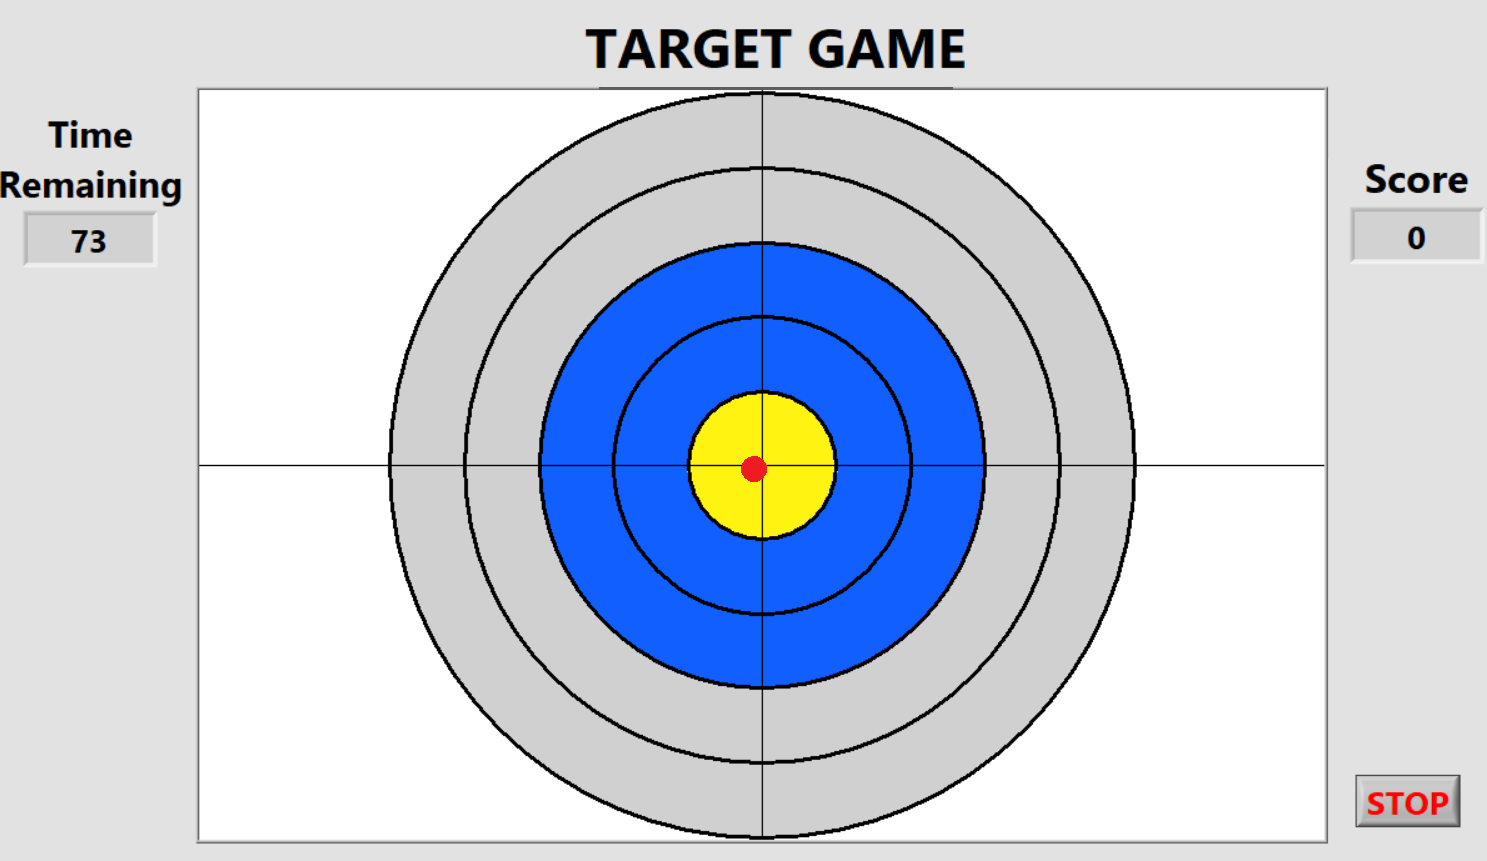 TARGET GAME
Time
Remaining
73
Score
0
STOP